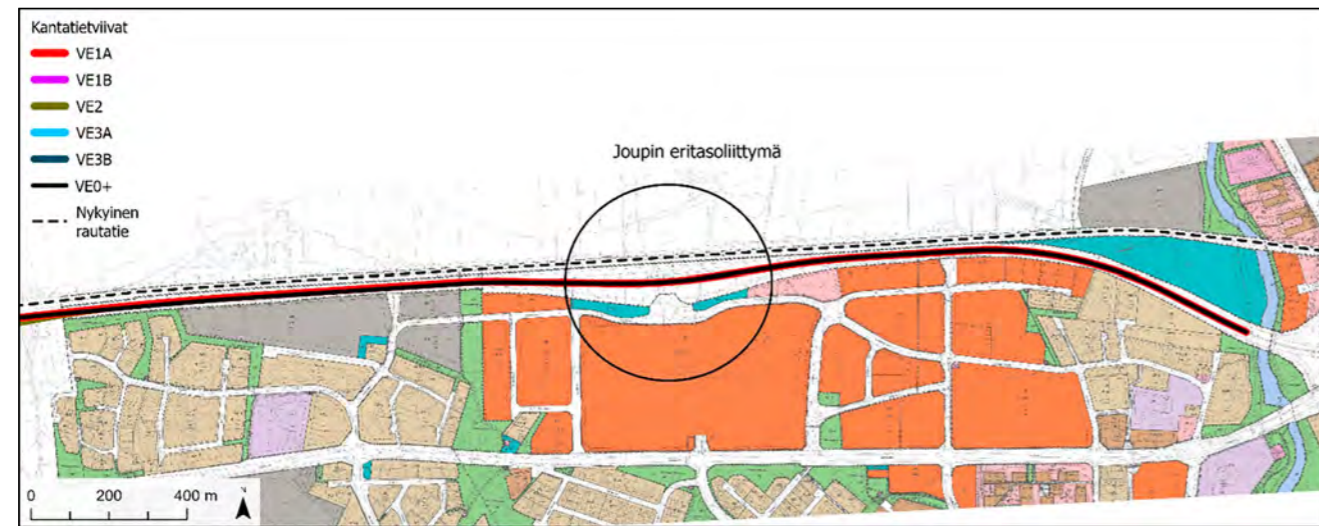 Kantatietviivat
VE1A
VE1B
VE2
VE3A
VE3B
VE0+
Nykyinen
rautatie
Joupin eritasoliittymä
0 200 400 m
N